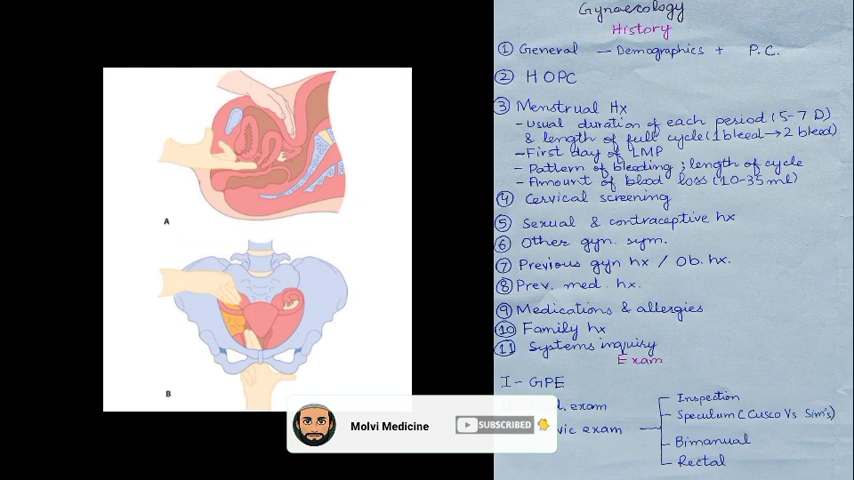 A
B
Gynaecology
History
① General — Demographics + P.C.
② HOPC
③ Menstrual Hx
- Usual duration of each period (5-7 D)
& length of full cycle (1 bleed → 2 bleed)
- First day of LMP
- Pattern of bleeding ; length of cycle
- Amount of blood loss (10-35 ml)
④ Cervical screening
⑤ Sexual & contraceptive hx
⑥ Other gyn. sym.
⑦ Previous gyn hx / Ob. hx.
⑧ Prev. med. hx.
⑨ Medications & allergies
⑩ Family hx
⑪ Systems inquiry
Exam
I - GPE
exam
exam
Inspection
Speculum (Cusco Vs Sim's)
Bimanual
Rectal
Molvi Medicine
SUBSCRIBED